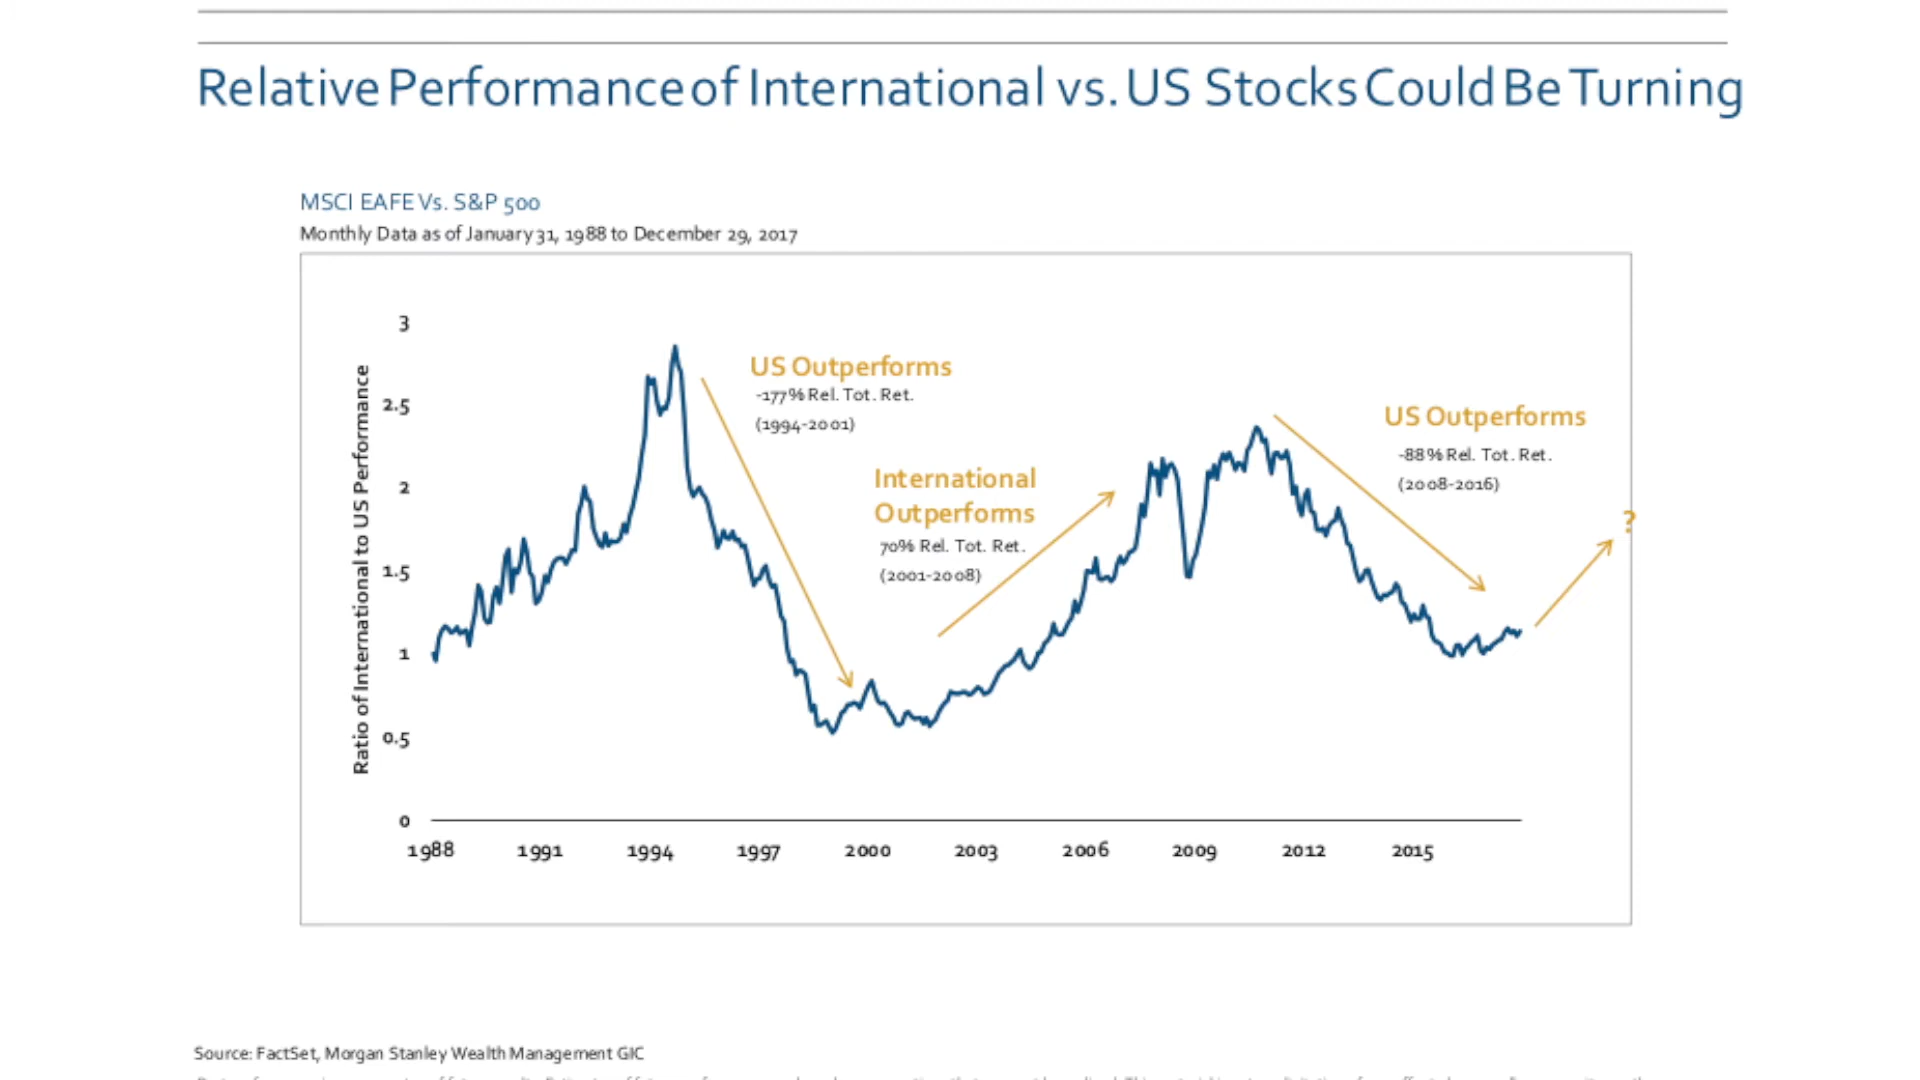 Relative Performance of International vs. US Stocks Could Be Turning
MSCI EAFE Vs. S&P 500
Monthly Data as of January 31, 1988 to December 29, 2017
Ratio of International to US Performance
3
2.5
2
1.5
1
0.5
0
US Outperforms
-177% Rel. Tot. Ret.
(1994-2001)
International
Outperforms
70% Rel. Tot. Ret.
(2001-2008)
US Outperforms
-88% Rel. Tot. Ret.
(2008-2016)
?
1988 1991 1994 1997 2000 2003 2006 2009 2012 2015
Source: FactSet, Morgan Stanley Wealth Management GIC